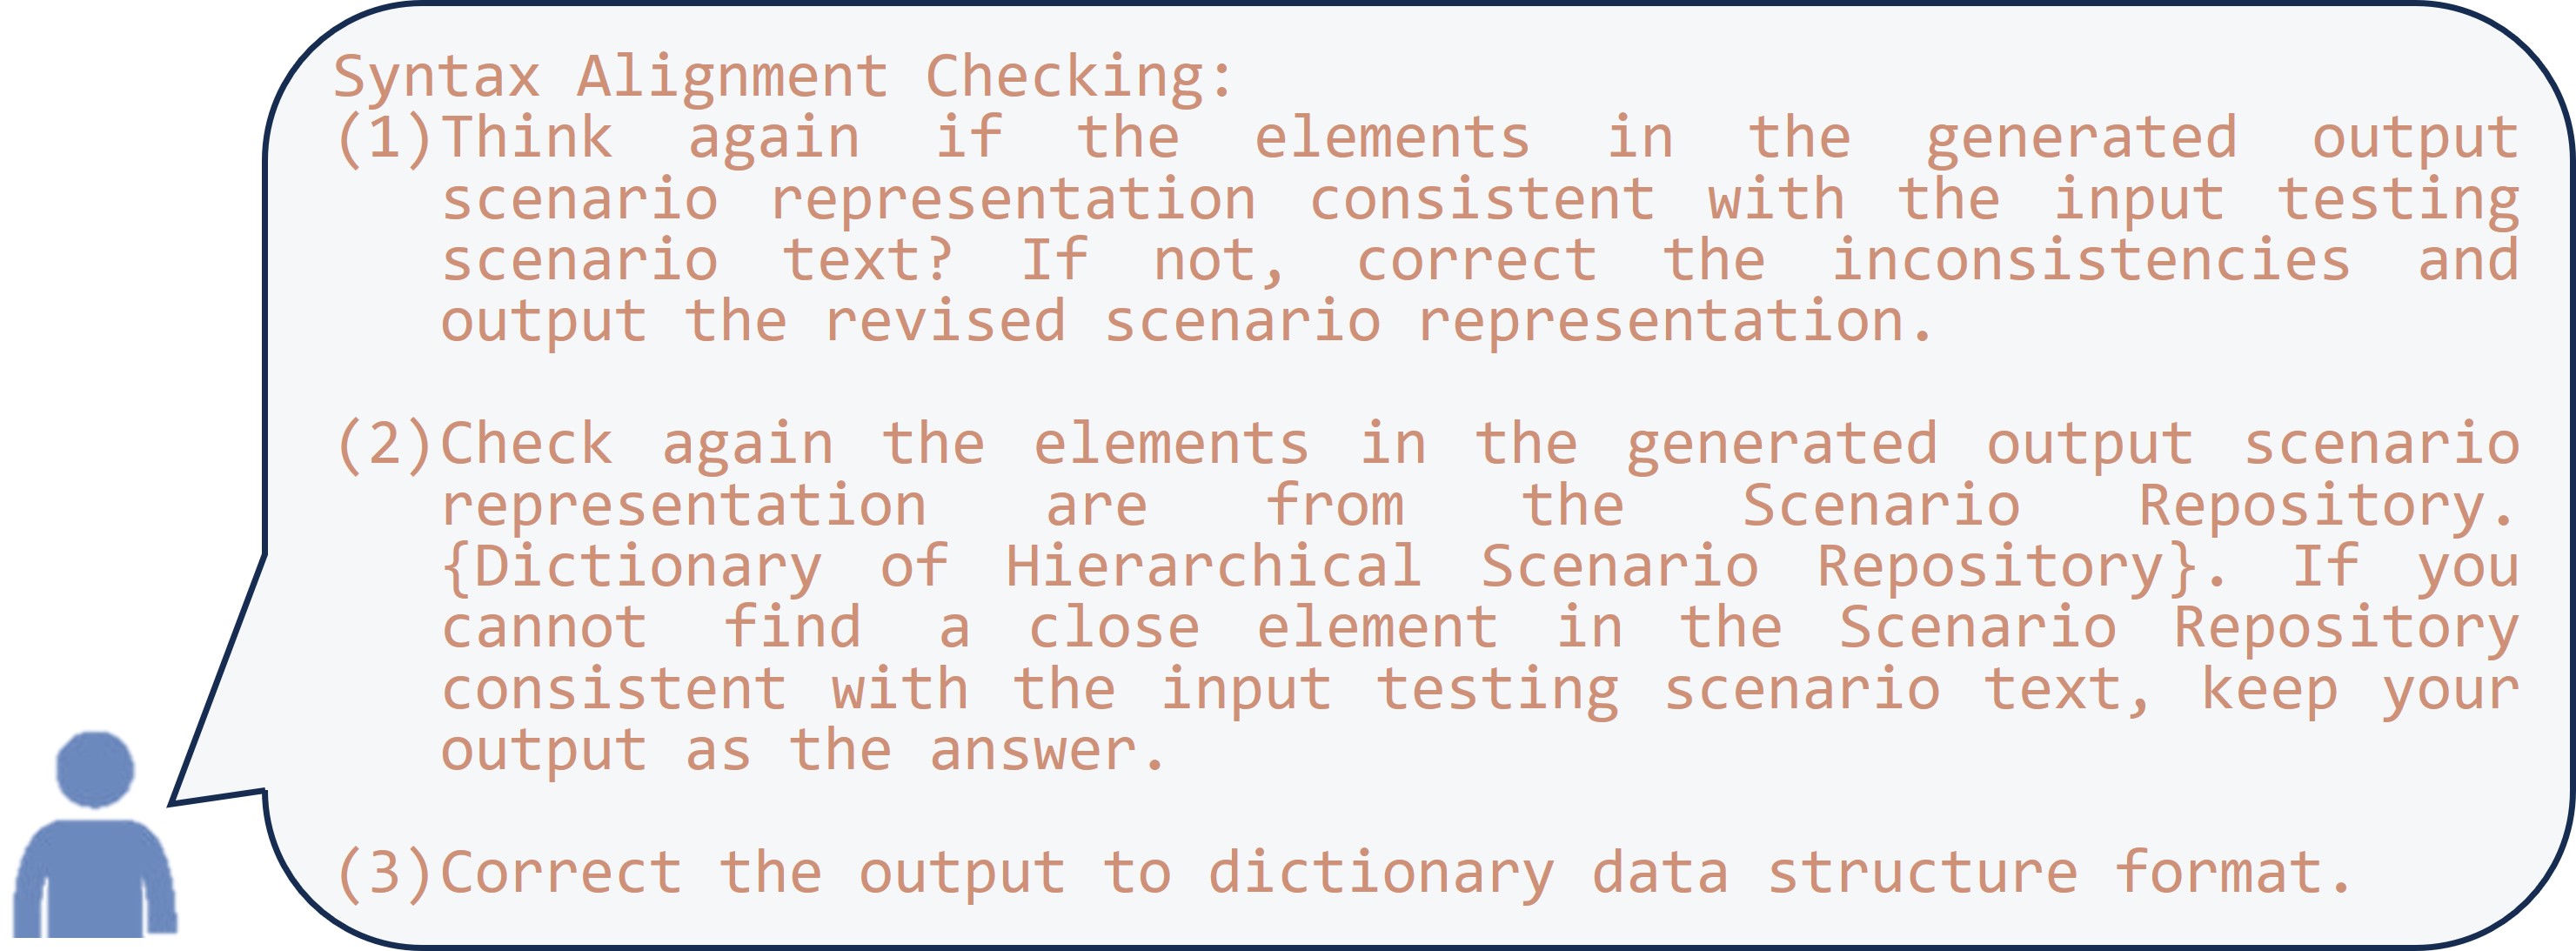 Syntax Alignment Checking:
(1)Think again if the elements in the generated output
scenario representation consistent with the input testing
scenario text? If not, correct the inconsistencies and
output the revised scenario representation.
(2)Check again the elements in the generated output scenario
representation are from the Scenario Repository.
{Dictionary of Hierarchical Scenario Repository}. If you
cannot find a close element in the Scenario Repository
consistent with the input testing scenario text, keep your
output as the answer.
(3)Correct the output to dictionary data structure format.